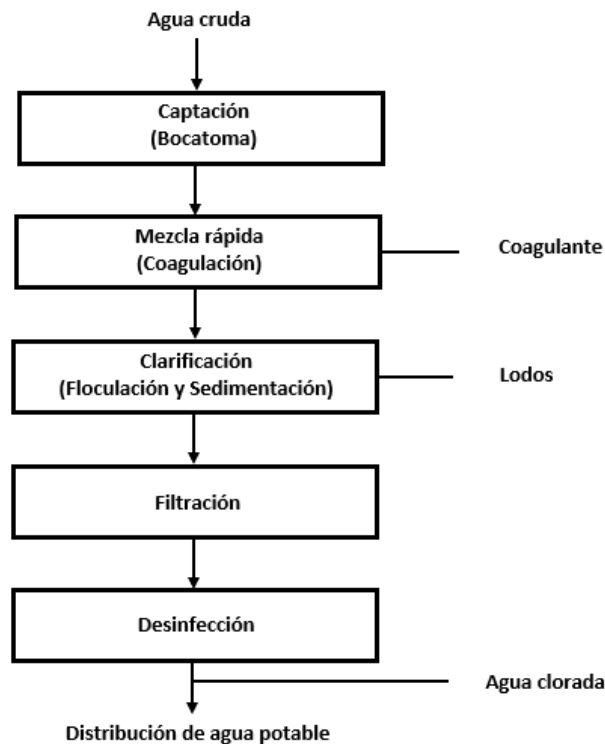 Agua cruda
Captación
(Bocatoma)
Mezcla rápida
(Coagulación)
Coagulante
Clarificación
(Floculación y Sedimentación)
Lodos
Filtración
Desinfección
Agua clorada
Distribución de agua potable